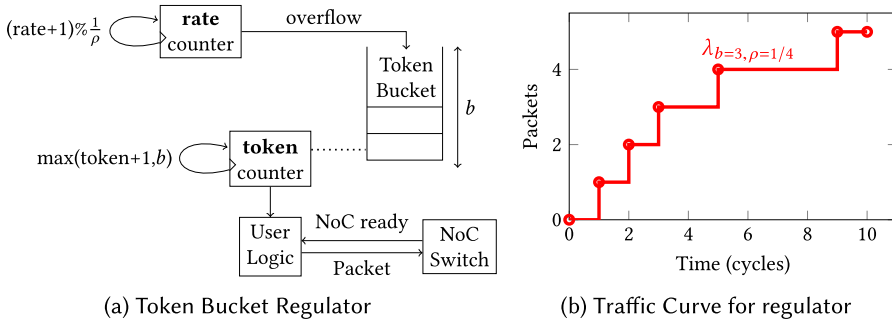 (rate+1)%1/ρ
rate
counter
overflow
Token
Bucket
b
max(token+1,b)
token
counter
User
Logic
NoC ready
Packet
NoC
Switch
(a) Token Bucket Regulator
Packets
4
2
0
λb=3, ρ=1/4
0 2 4 6 8 10
Time (cycles)
(b) Traffic Curve for regulator